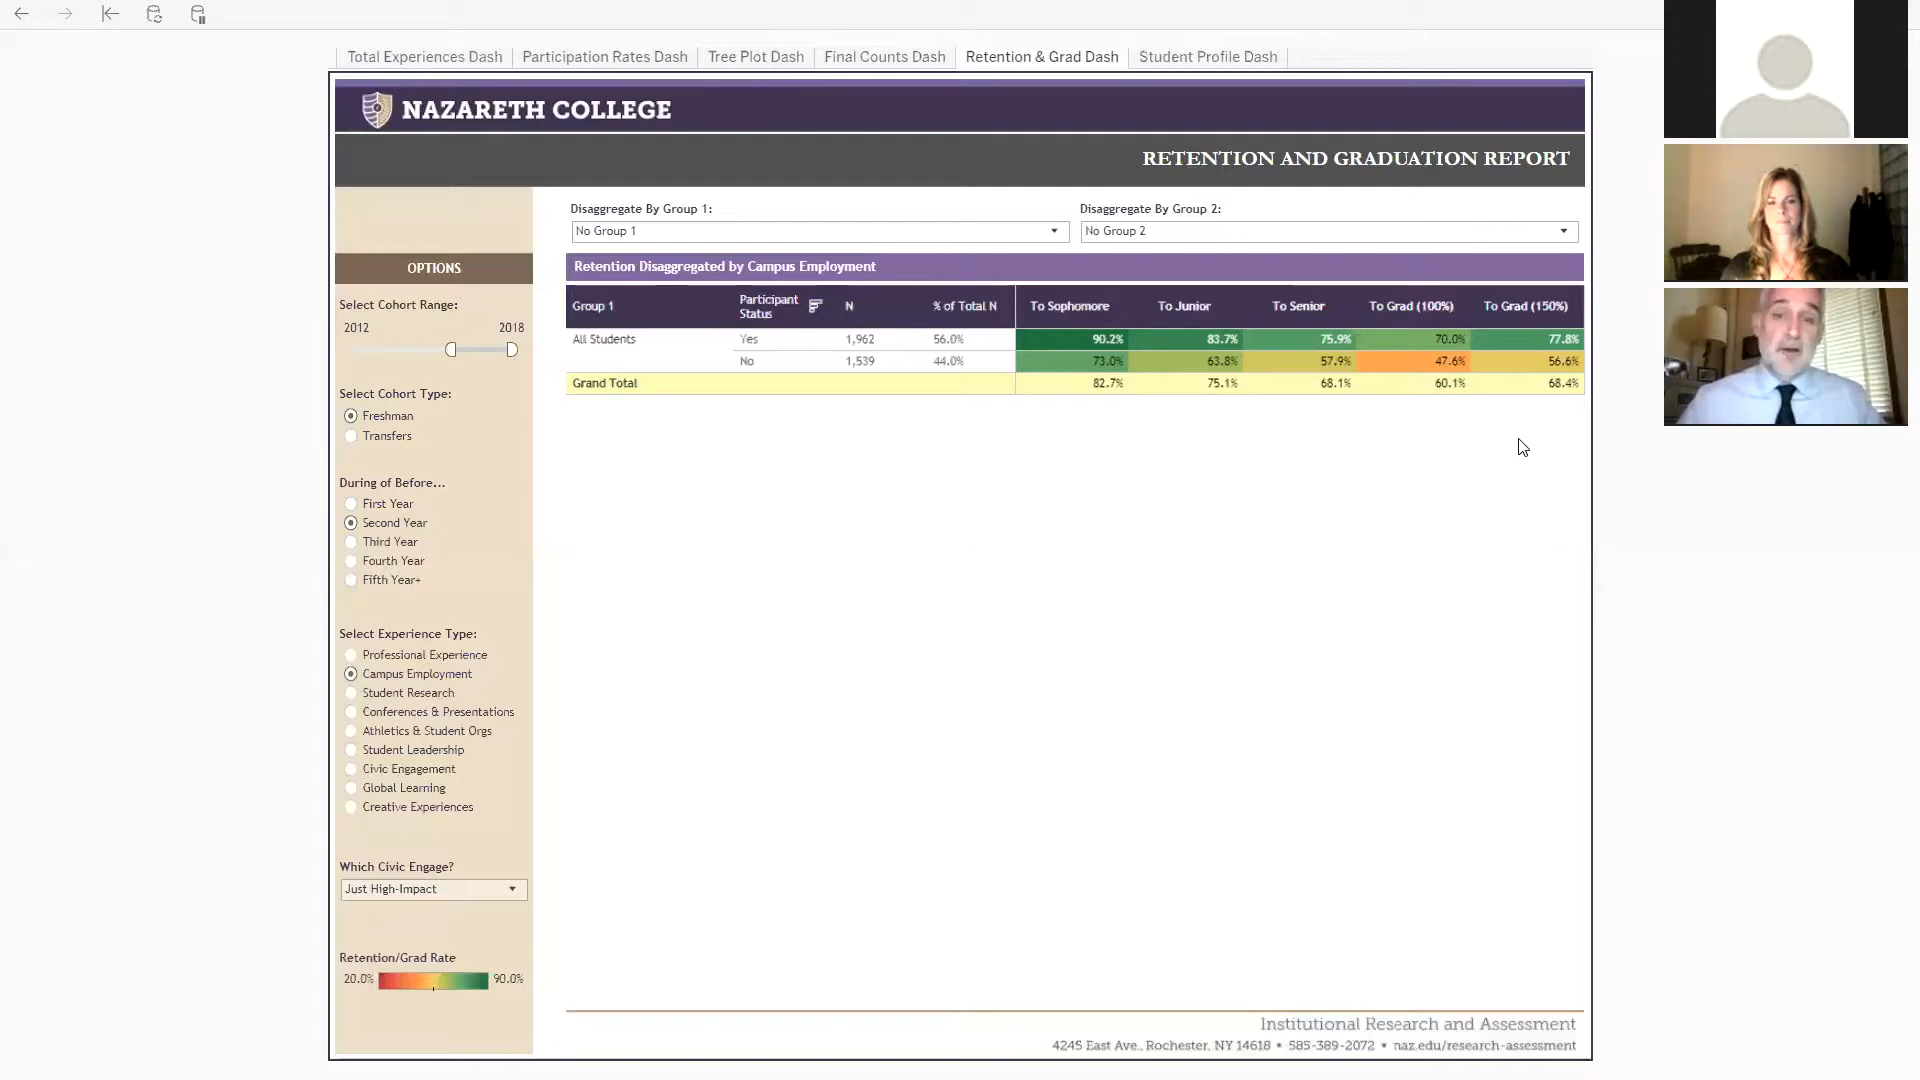 Total Experiences Dash Participation Rates Dash Tree Plot Dash Final Counts Dash Retention & Grad Dash Student Profile Dash
NAZARETH COLLEGE
RETENTION AND GRADUATION REPORT
Disaggregate By Group 1: Disaggregate By Group 2:
No Group 1 No Group 2
OPTIONS
Select Cohort Range:
2012 2018
Select Cohort Type:
Freshman
Transfers
During of Before...
First Year
Second Year
Third Year
Fourth Year
Fifth Year+
Select Experience Type:
Professional Experience
Campus Employment
Student Research
Conferences & Presentations
Athletics & Student Orgs
Student Leadership
Civic Engagement
Global Learning
Creative Experiences
Which Civic Engage?
Just High-Impact
Retention/Grad Rate
20.0% 90.0%
Retention Disaggregated by Campus Employment
Group 1 Participant Status N % of Total N To Sophomore To Junior To Senior To Grad (100%) To Grad (150%)
All Students Yes 1,962 56.0% 90.2% 83.7% 75.9% 70.0% 77.8%
No 1,539 44.0% 73.0% 63.8% 57.9% 47.6% 56.6%
Grand Total 82.7% 75.1% 68.1% 60.1% 68.4%
Institutional Research and Assessment
4245 East Ave., Rochester, NY 14618 • 585-389-2072 • naz.edu/research-assessment